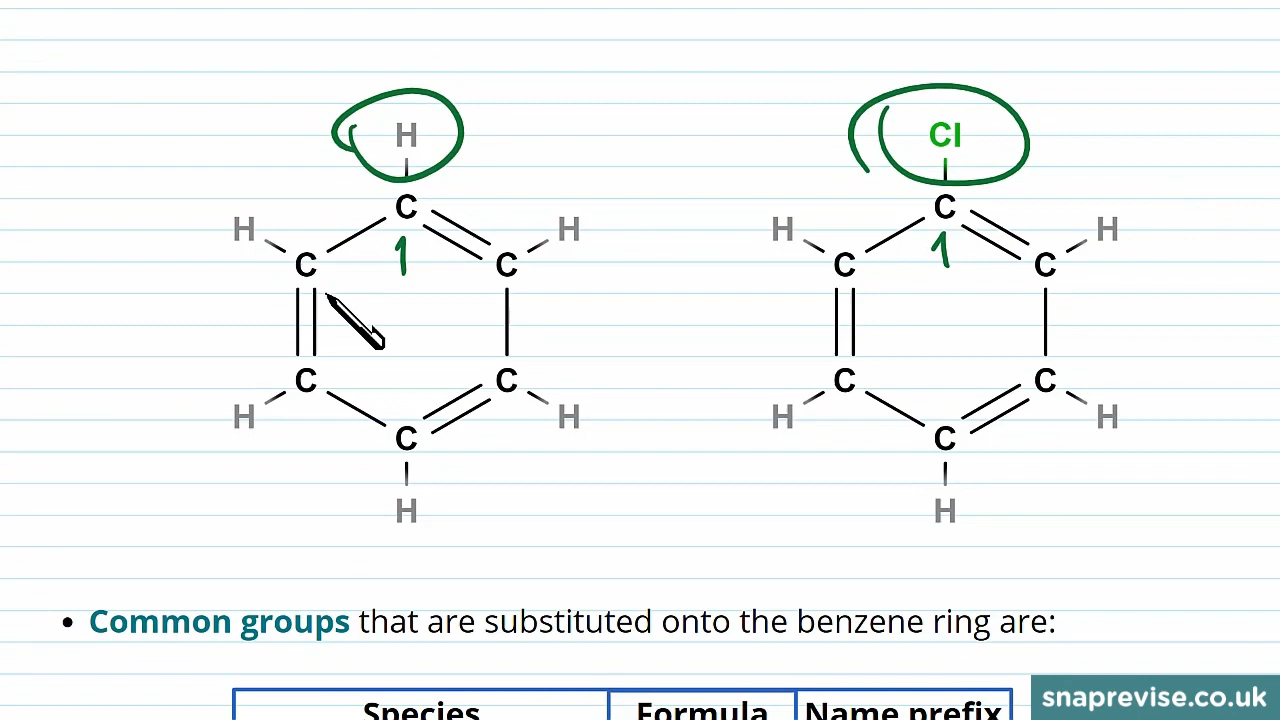 H Cl
H C H H C H
1 1
C C C C
C C C C
H C H H C H
H H
• Common groups that are substituted onto the benzene ring are:
Species Formula Name prefix
snaprevise.co.uk